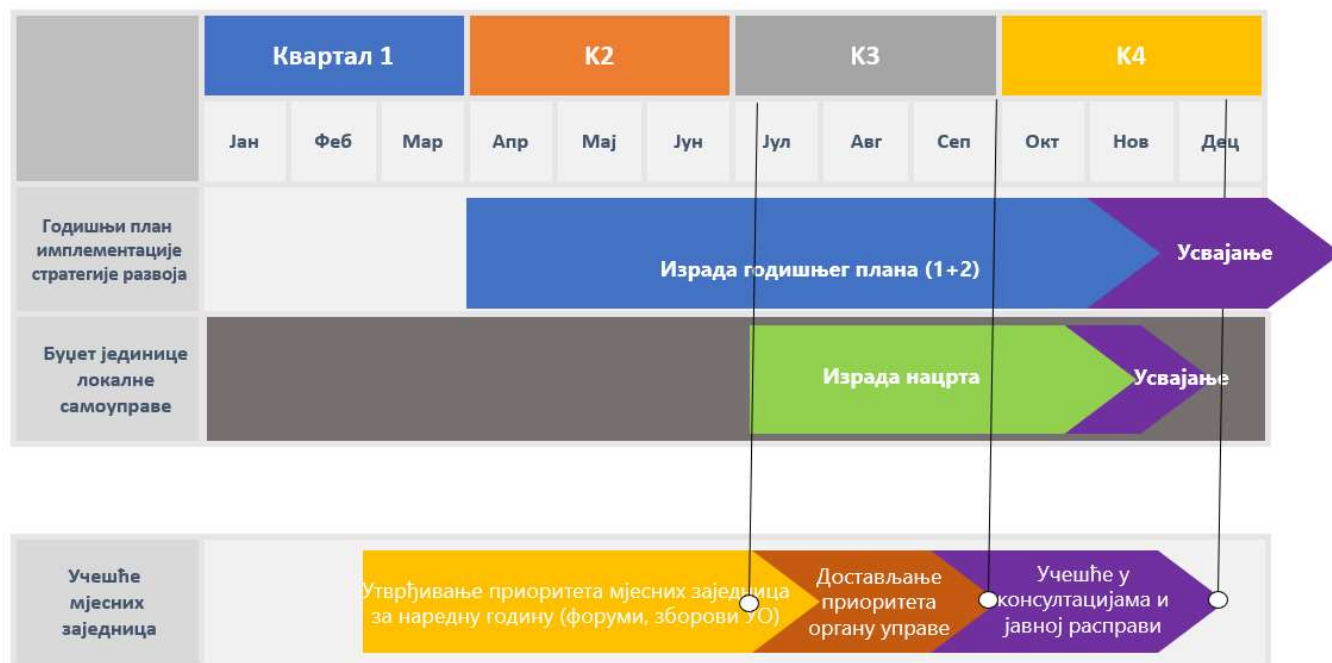 Квартал 1
К2
К3
К4
Јан
Феб
Мар
Апр
Мај
Јун
Јул
Авг
Сеп
Окт
Нов
Дец
Годишњи план
имплементације
стратегије развоја
Израда годишњег плана (1+2)
Усвајање
Буџет јединице
локалне
самоуправе
Израда нацрта
Усвајање
Учешће
мјесних
заједница
Утврђивање приоритета мјесних заједница
за наредну годину (форуми, зборови УО)
Достављање
приоритета
органу управе
Учешће у
консултацијама и
јавној расправи